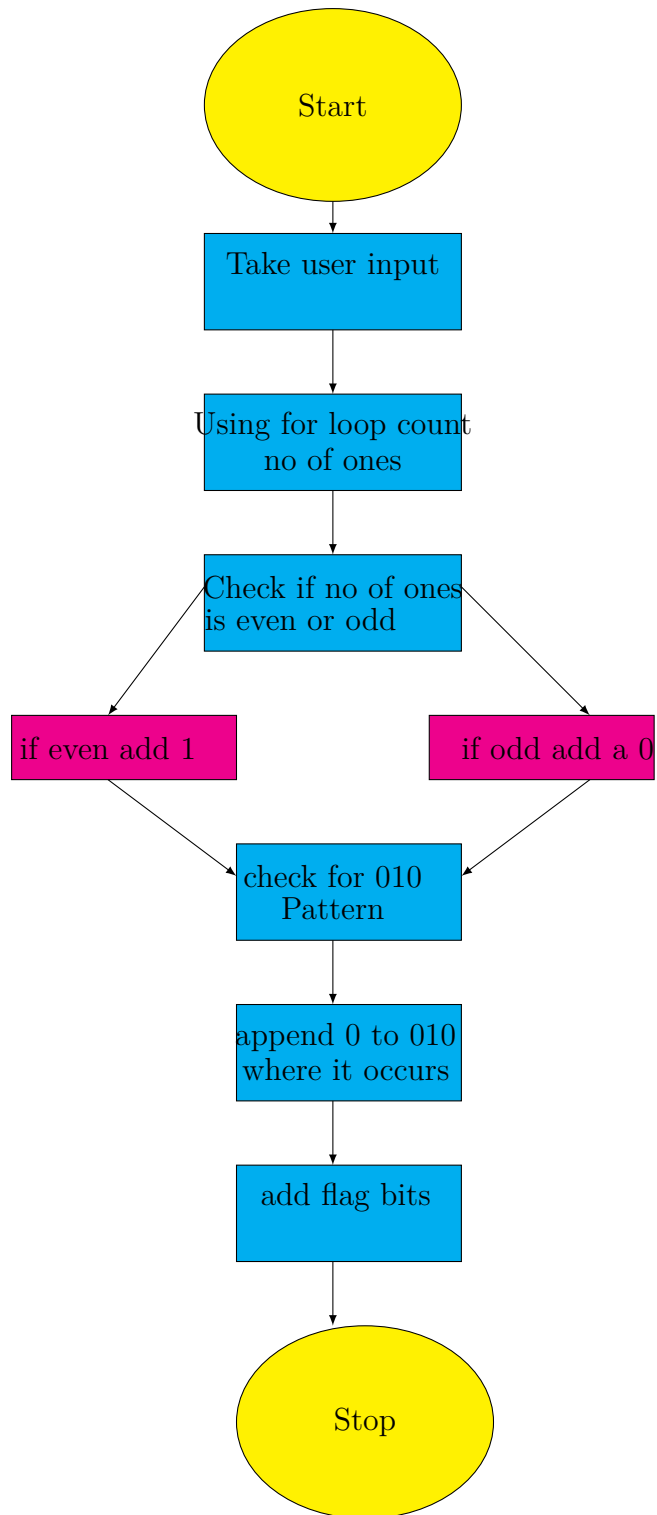 Start
Take user input
Using for loop count
no of ones
Check if no of ones
is even or odd
if even add 1
if odd add a 0
check for 010
Pattern
append 0 to 010
where it occurs
add flag bits
Stop